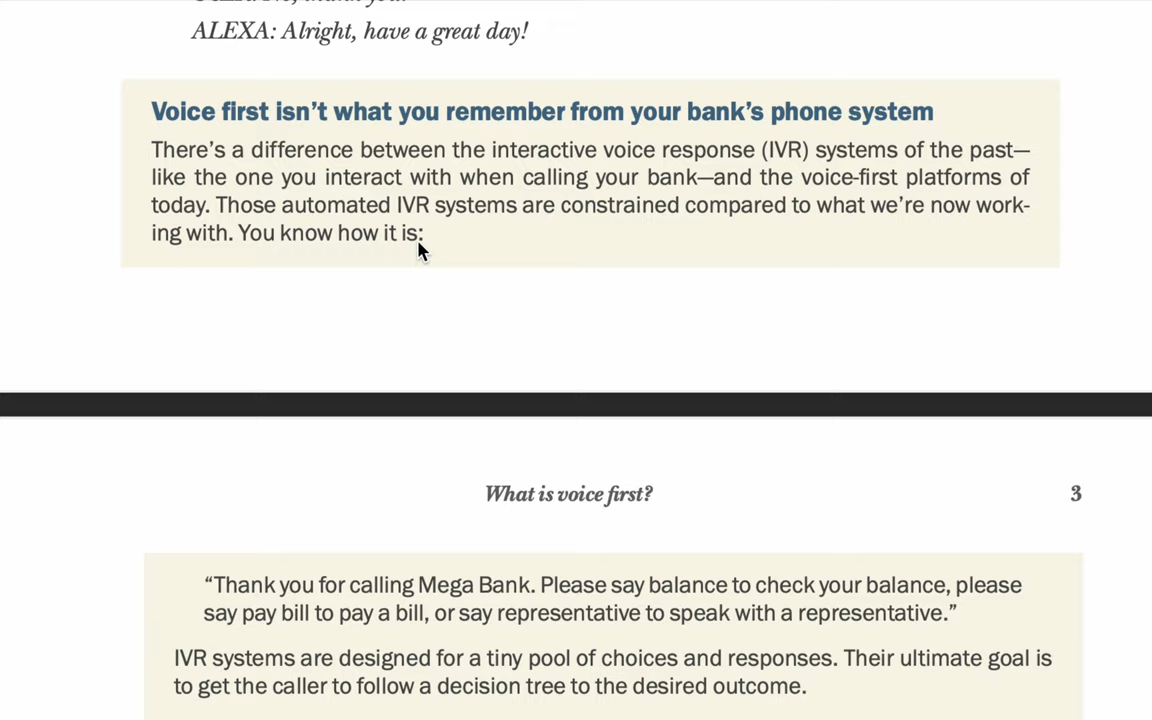 ALEXA: Alright, have a great day!
Voice first isn’t what you remember from your bank’s phone system
There’s a difference between the interactive voice response (IVR) systems of the past—
like the one you interact with when calling your bank—and the voice-first platforms of
today. Those automated IVR systems are constrained compared to what we’re now work-
ing with. You know how it is:
What is voice first? 3
“Thank you for calling Mega Bank. Please say balance to check your balance, please
say pay bill to pay a bill, or say representative to speak with a representative.”
IVR systems are designed for a tiny pool of choices and responses. Their ultimate goal is
to get the caller to follow a decision tree to the desired outcome.